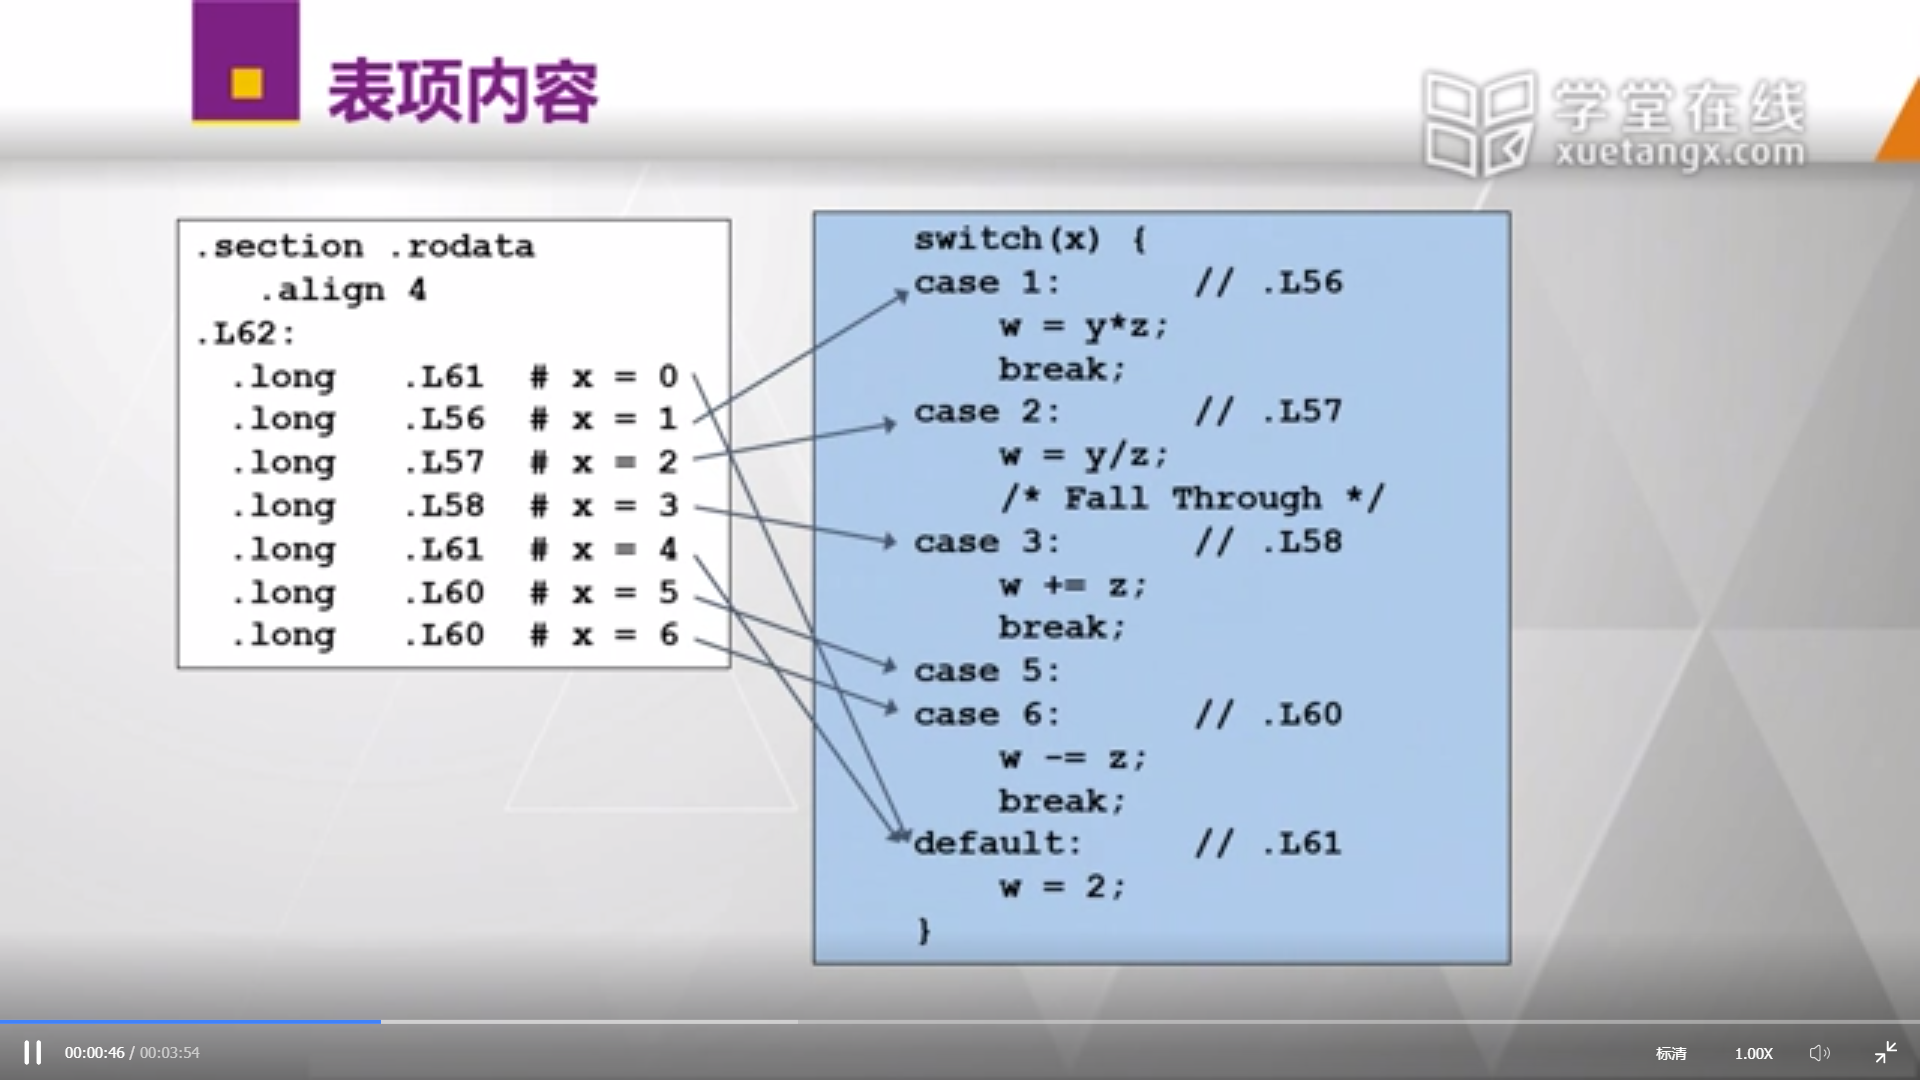 表项内容
学堂在线
xuetangx.com
.section .rodata
.align 4
.L62:
.long .L61 # x = 0
.long .L56 # x = 1
.long .L57 # x = 2
.long .L58 # x = 3
.long .L61 # x = 4
.long .L60 # x = 5
.long .L60 # x = 6
switch(x) {
case 1: // .L56
w = y*z;
break;
case 2: // .L57
w = y/z;
/* Fall Through */
case 3: // .L58
w += z;
break;
case 5:
case 6: // .L60
w -= z;
break;
default: // .L61
w = 2;
}
00:00:46 / 00:03:54
标清
1.00X